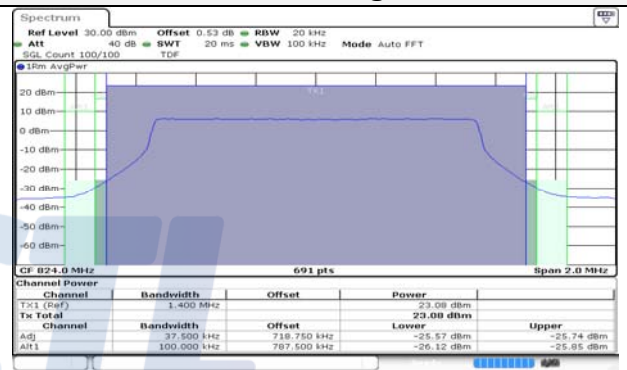 Spectrum
Ref Level 30.00 dBm Offset 0.53 dB RBW 20 kHz
Att 40 dB SWT 20 ms VBW 100 kHz Mode Auto FFT
SGL Count 100/100 TDF
1Rm AvgPwr
TX1
20 dBm
10 dBm
0 dBm
-10 dBm
-20 dBm
-30 dBm
-40 dBm
-50 dBm
-60 dBm
CF 824.0 MHz 691 pts Span 2.0 MHz
Channel Power
Channel Bandwidth Offset Power
TX1 (Ref) 1.400 MHz 23.08 dBm
Tx Total 23.08 dBm
Channel Bandwidth Offset Lower Upper
Adj 37.500 kHz 718.750 kHz -25.57 dBm -25.74 dBm
Alt1 100.000 kHz 787.500 kHz -26.12 dBm -25.85 dBm